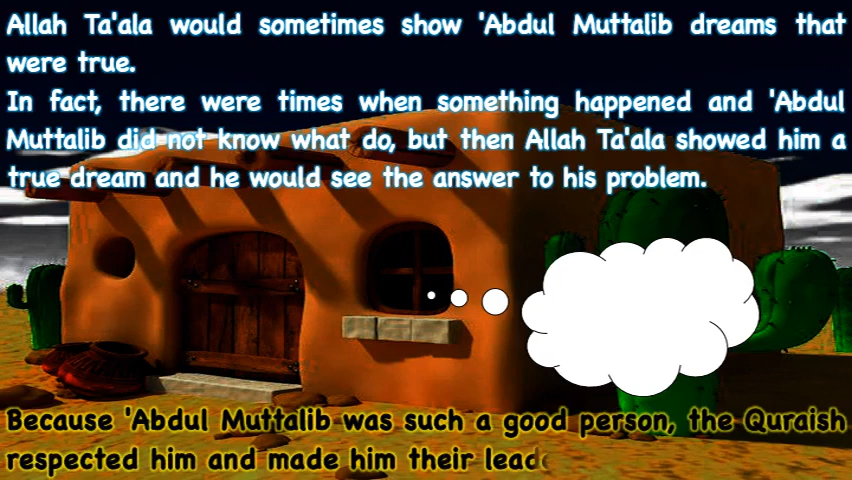 Allah Ta'ala would sometimes show 'Abdul Muttalib dreams that
were true.
In fact, there were times when something happened and 'Abdul
Muttalib did not know what do, but then Allah Ta'ala showed him a
true dream and he would see the answer to his problem.
Because 'Abdul Muttalib was such a good person, the Quraish
respected him and made him their